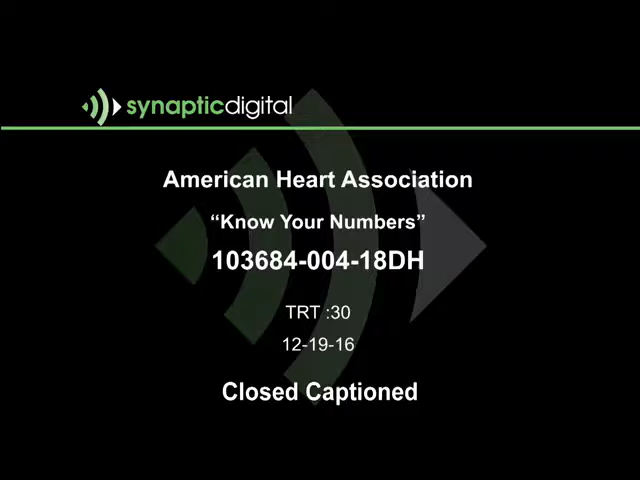 synapticdigital
American Heart Association
“Know Your Numbers”
103684-004-18DH
TRT :30
12-19-16
Closed Captioned